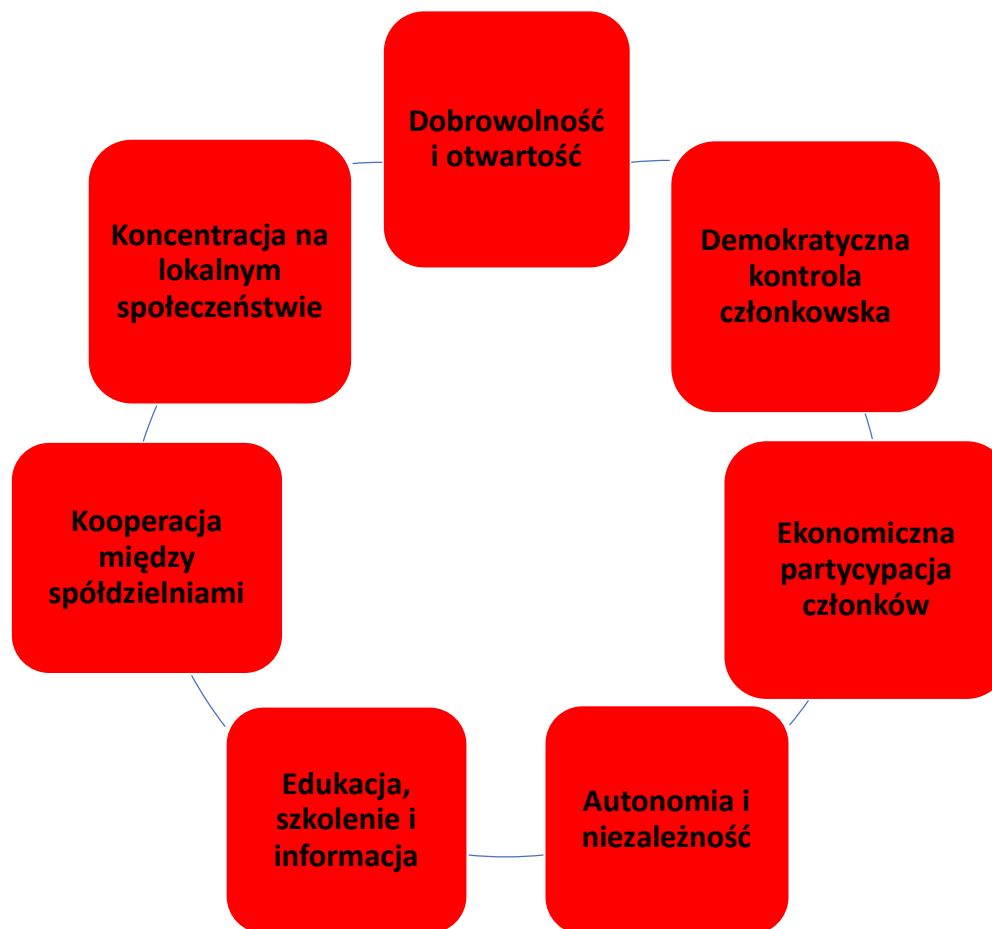 Dobrowolność
i otwartość
Demokratyczna
kontrola
członkowska
Ekonomiczna
partycypacja
członków
Autonomia i
niezależność
Edukacja,
szkolenie i
informacja
Kooperacja
między
spółdzielniami
Koncentracja na
lokalnym
społeczeństwie